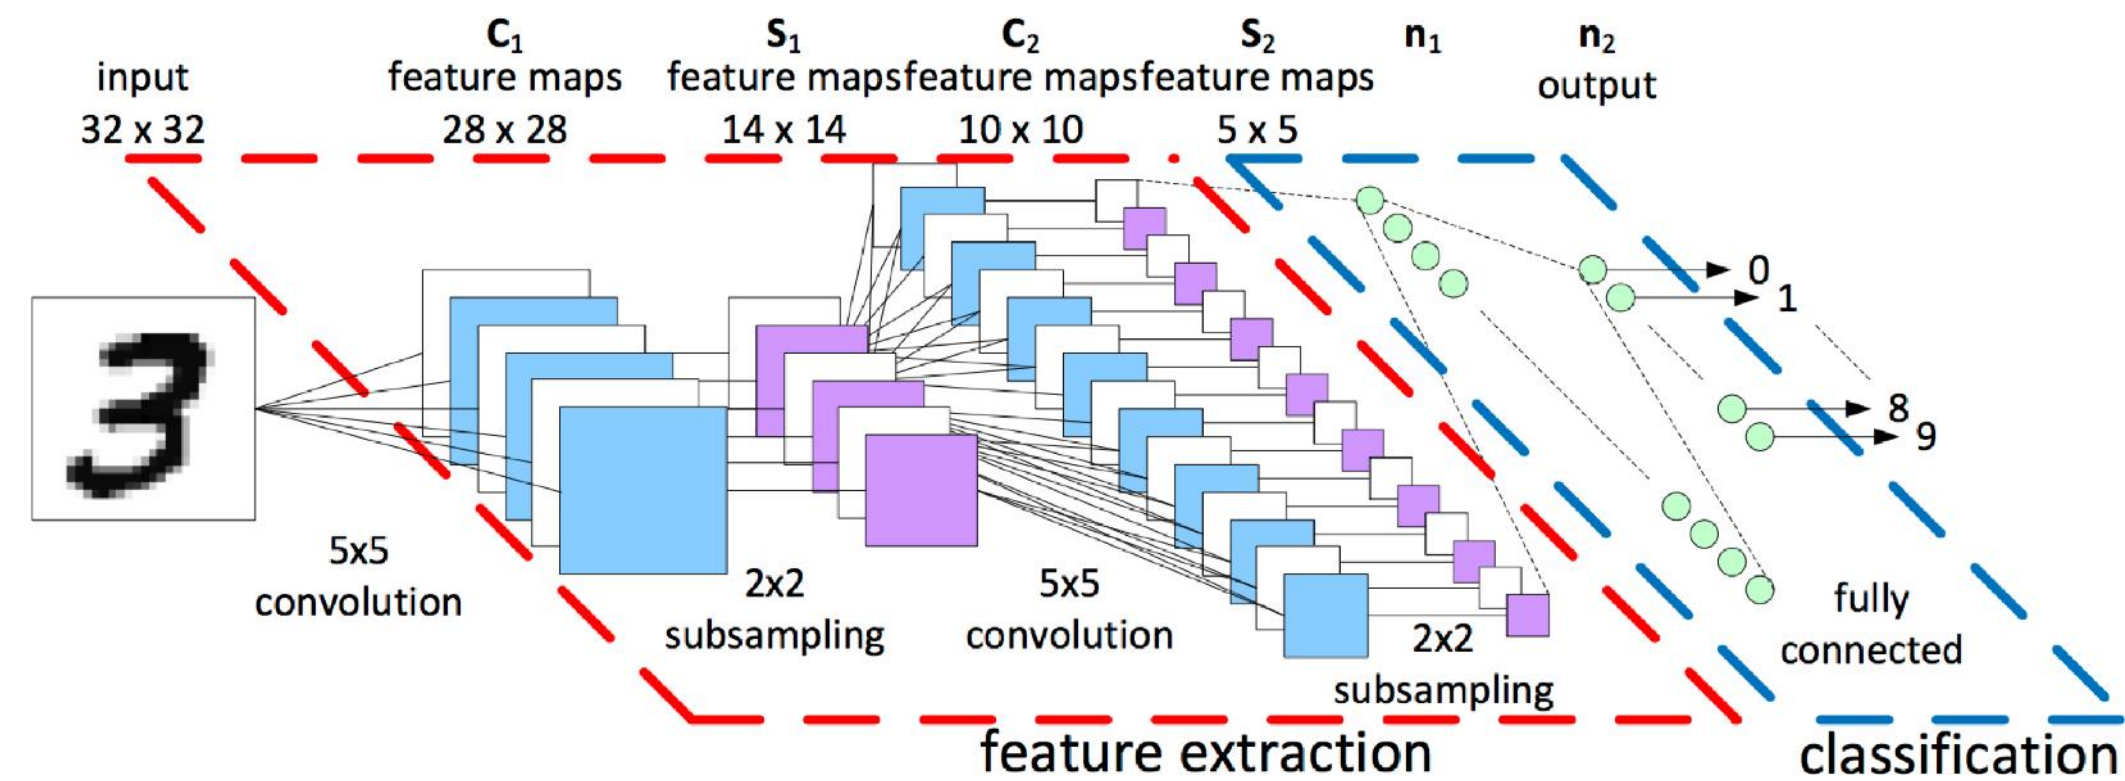 input
32 x 32
C₁
feature maps
28 x 28
S₁
feature maps
14 x 14
C₂
feature maps
10 x 10
S₂
feature maps
5 x 5
n₁
n₂
output
3
0
1
8
9
5x5
convolution
2x2
subsampling
5x5
convolution
2x2
subsampling
fully
connected
feature extraction
classification